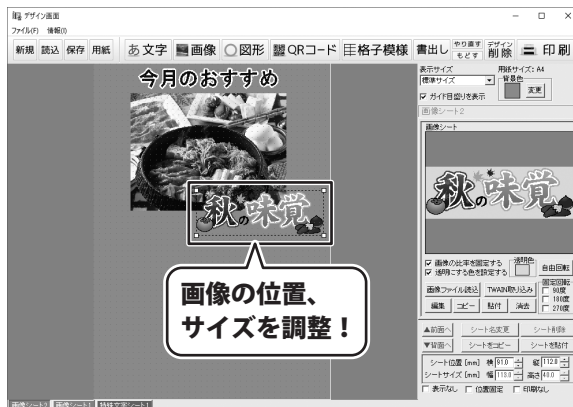 デザイン画面
ファイル(F) 情報(I)
新規 読込 保存 用紙 あ文字 画像 図形 QRコード 格子模様 書出し やり直す もどす デザイン削除 印刷
今月のおすすめ
秋の味覚
画像の位置、
サイズを調整！
表示サイズ 用紙サイズ: A4
標準サイズ 背景色 変更
ガイド目盛りを表示
画像シート2
画像シート
秋の味覚
画像の比率を固定する 透明色
透明にする色を設定する 自由回転
画像ファイル読込 TWAIN取り込み 固定回転 90度
編集 コピー 貼付 消去 180度
270度
▲前面へ シート名変更 シート削除
▼背面へ シートをコピー シートを貼付
シート位置 [mm] 横 91.0 縦 112.0
シートサイズ [mm] 幅 113.0 高さ 40.0
表示なし 位置固定 印刷なし
画像シート2 画像シート1 特殊文字シート1